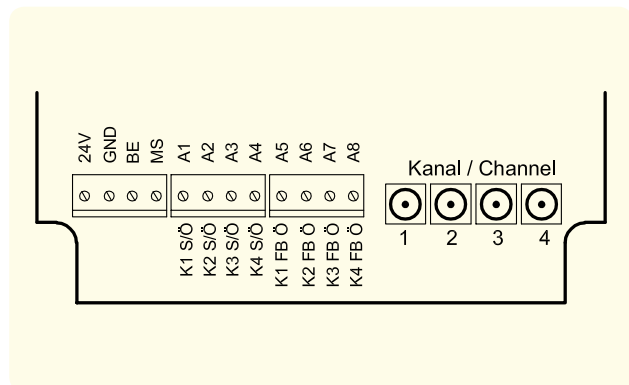 24V GND BE MS A1 A2 A3 A4 A5 A6 A7 A8
Kanal / Channel
1 2 3 4
K1 S/Ö
K2 S/Ö
K3 S/Ö
K4 S/Ö
K1 FB Ö
K2 FB Ö
K3 FB Ö
K4 FB Ö